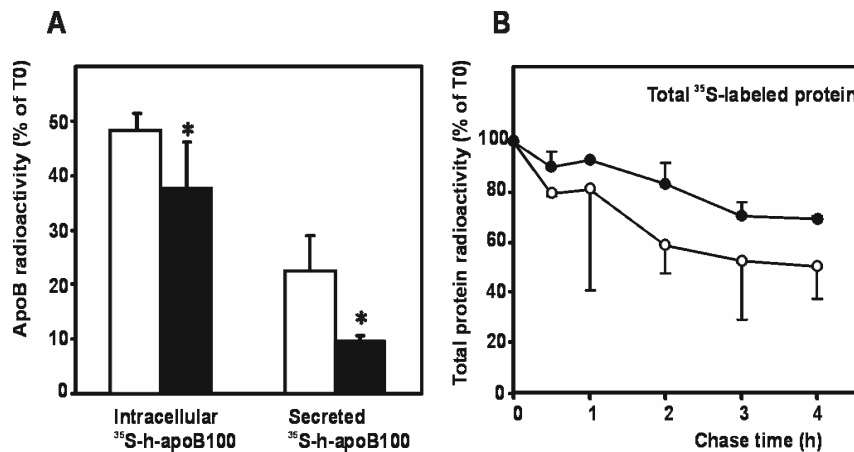 A
ApoB radioactivity (% of T0)
50
40
30
20
10
0
*
*
Intracellular
³⁵S-h-apoB100
Secreted
³⁵S-h-apoB100
B
Total protein radioactivity (% of T0)
Total ³⁵S-labeled protein
100
80
60
40
20
0
0 1 2 3 4
Chase time (h)